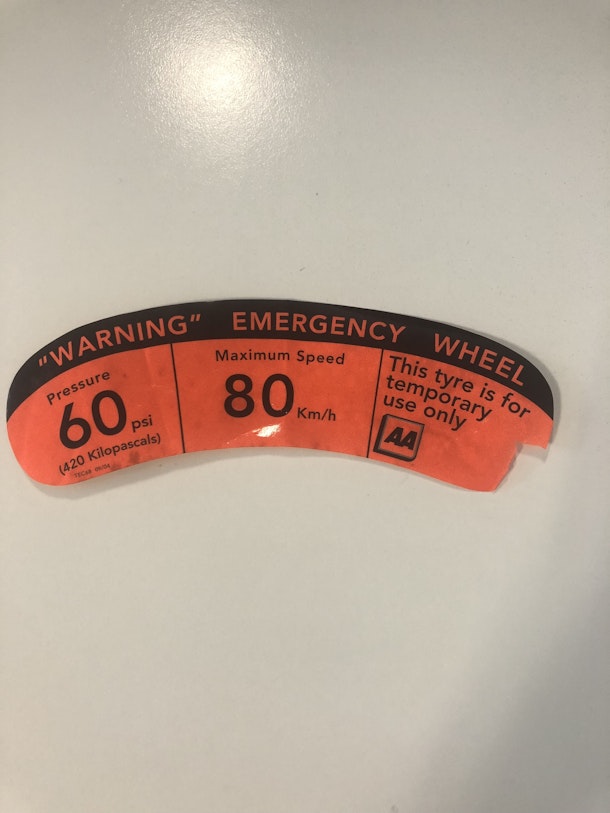 "WARNING" EMERGENCY WHEEL
Pressure
60 psi
(420 Kilopascals)
Maximum Speed
80 Km/h
This tyre is for
temporary
use only
AA